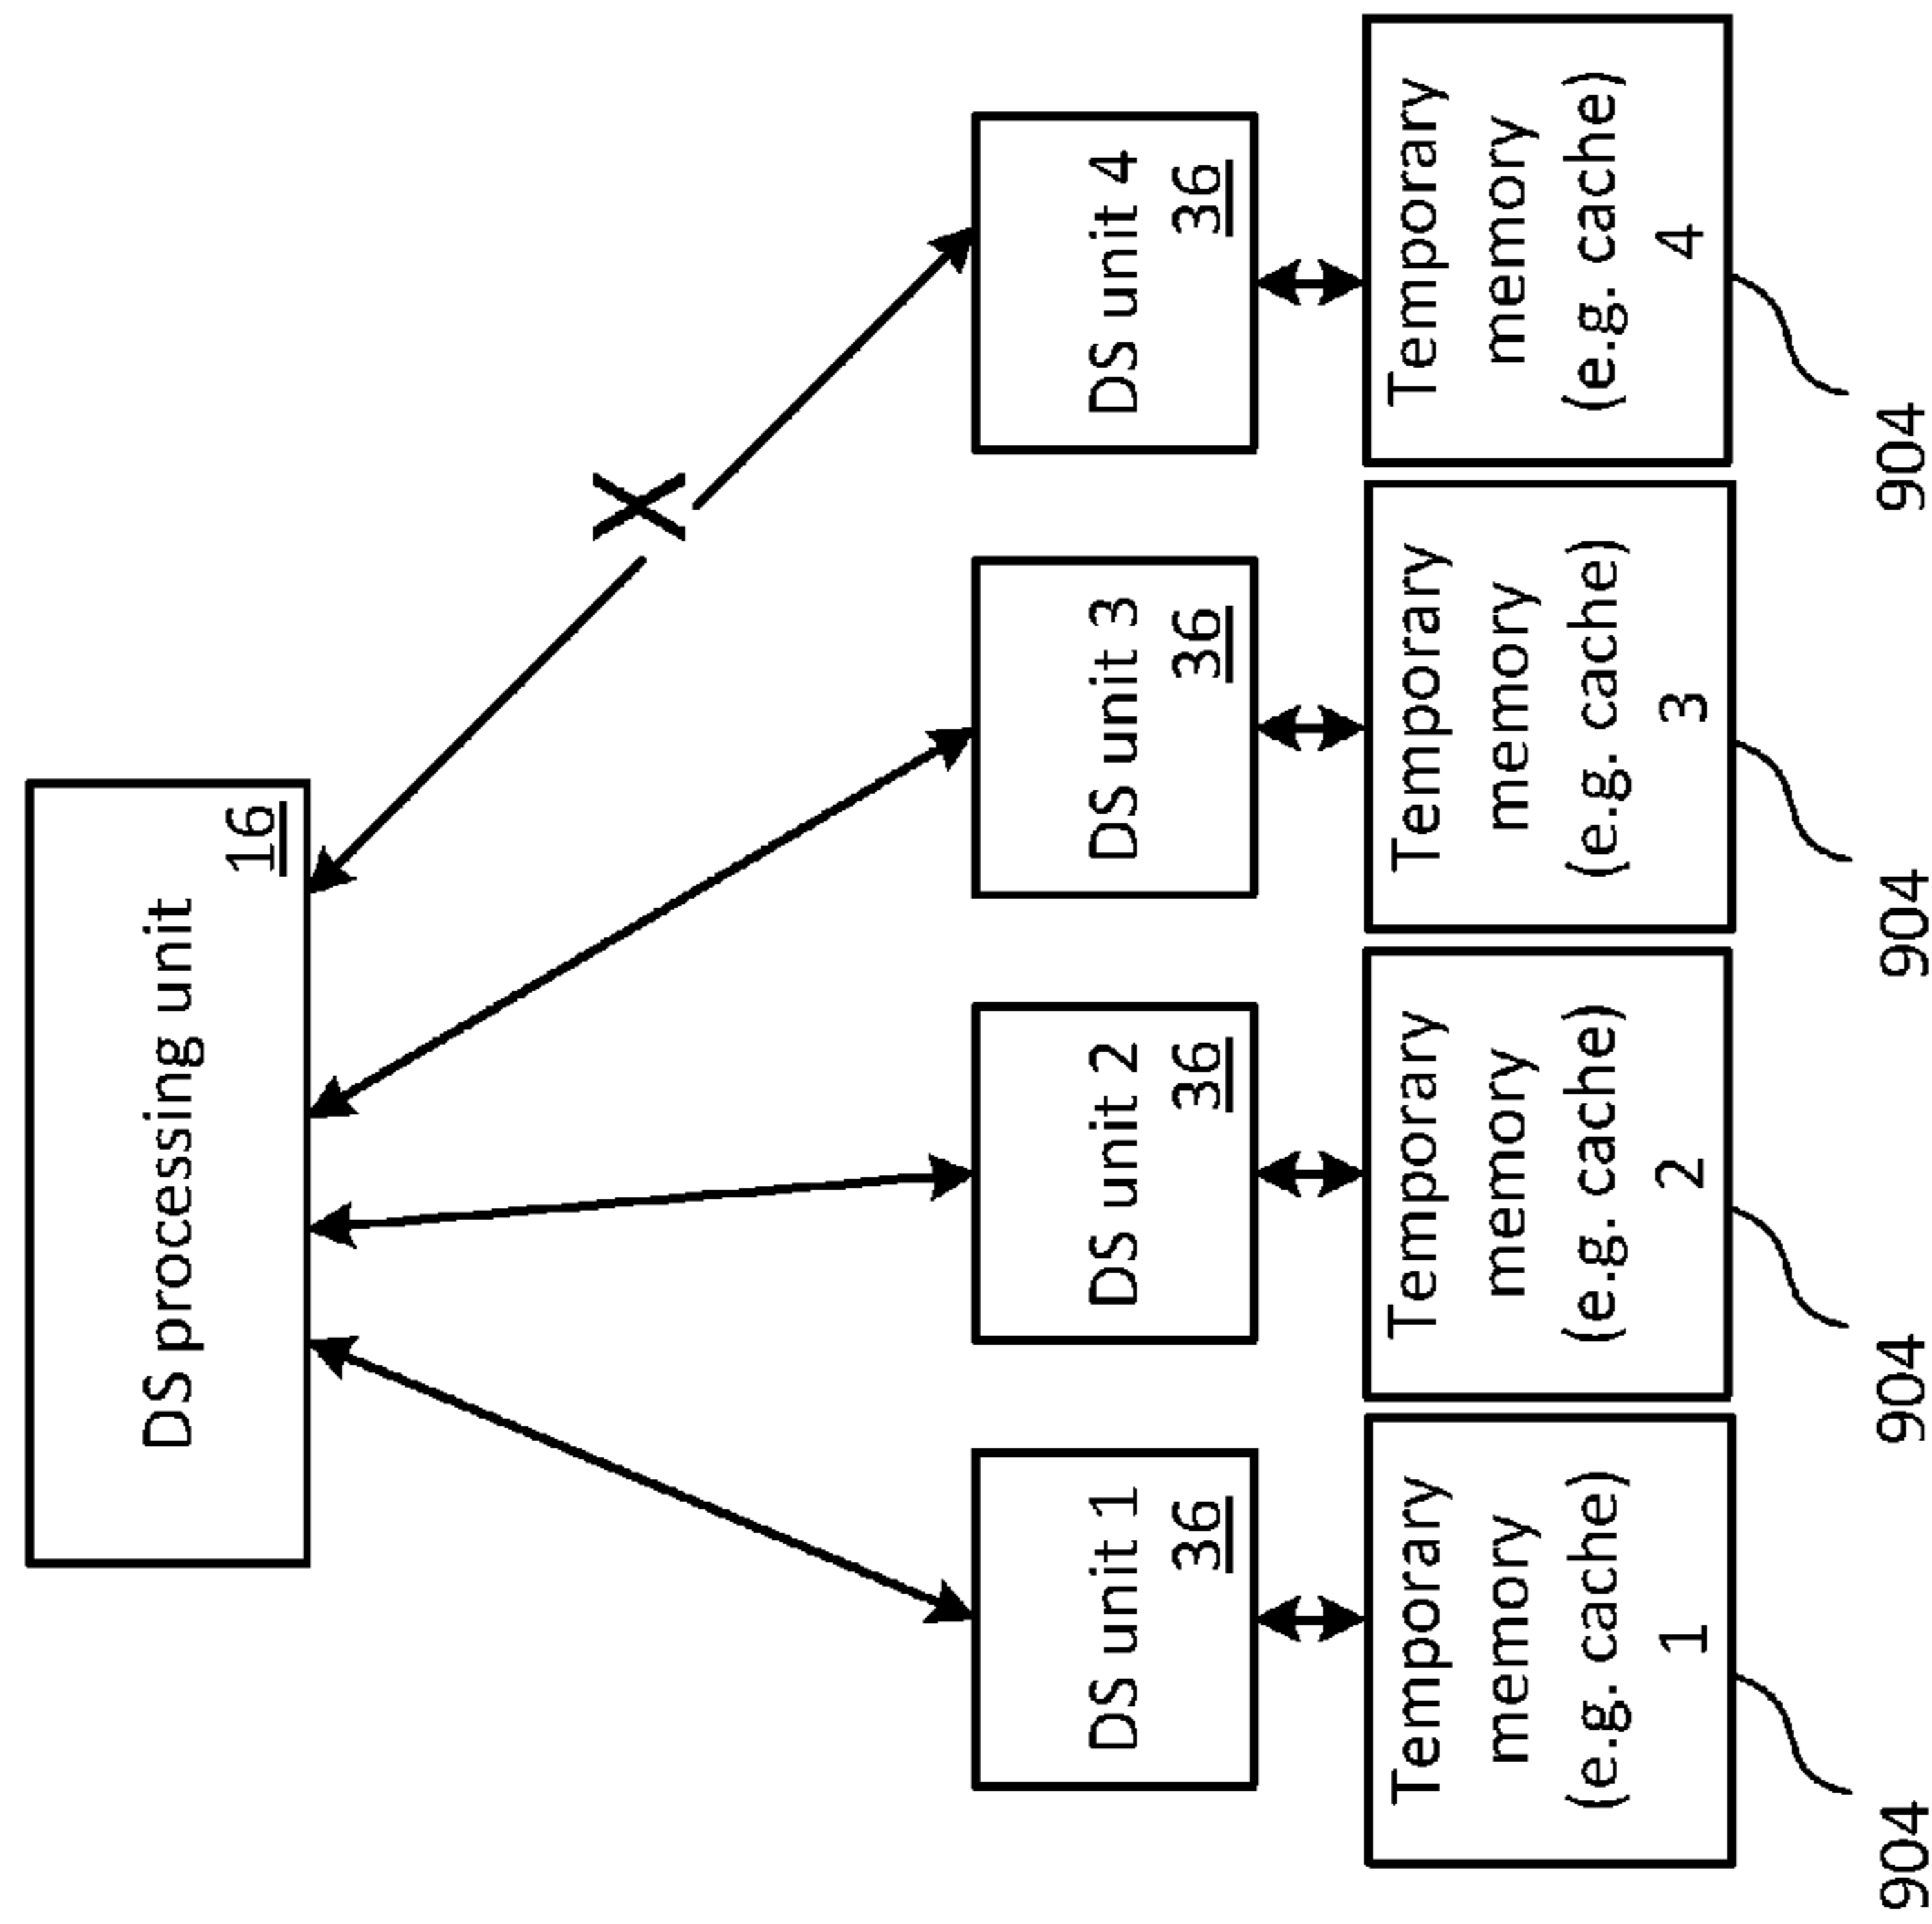 DS processing unit
16
X
DS unit 1
36
DS unit 2
36
DS unit 3
36
DS unit 4
36
Temporary
memory
(e.g. cache)
1
Temporary
memory
(e.g. cache)
2
Temporary
memory
(e.g. cache)
3
Temporary
memory
(e.g. cache)
4
904
904
904
904